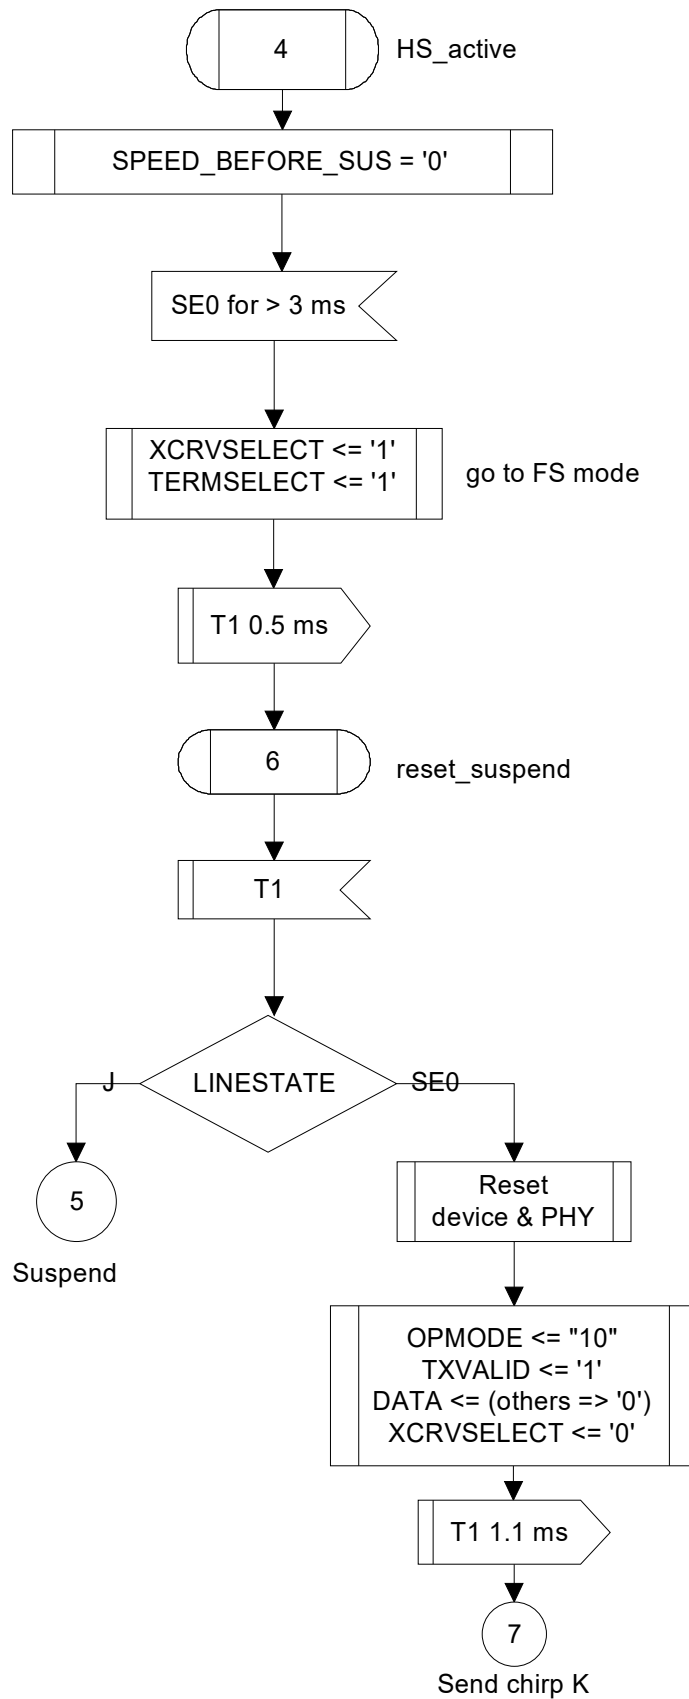 4
HS_active
SPEED_BEFORE_SUS = '0'
SE0 for > 3 ms
XCRVSELECT <= '1'
TERMSELECT <= '1'
go to FS mode
T1 0.5 ms
6
reset_suspend
T1
LINESTATE
J
SE0
5
Suspend
Reset
device & PHY
OPMODE <= "10"
TXVALID <= '1'
DATA <= (others => '0')
XCRVSELECT <= '0'
T1 1.1 ms
7
Send chirp K